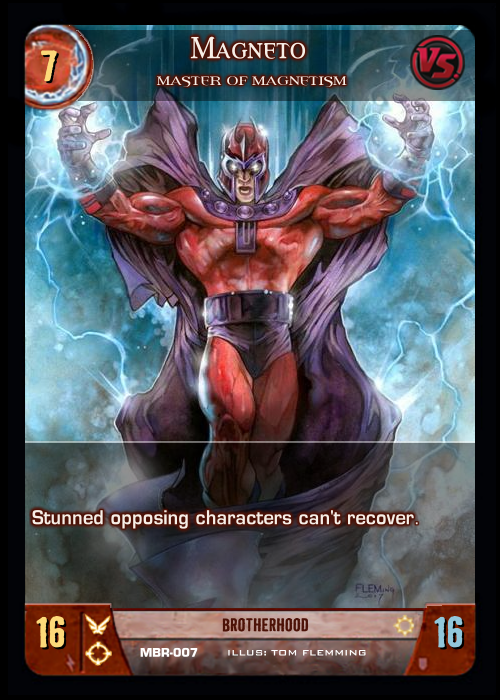 7
Magneto
MASTER OF MAGNETISM
VS.
Stunned opposing characters can't recover.
FLEMING
16
BROTHERHOOD
16
MBR-007 ILLUS: TOM FLEMMING